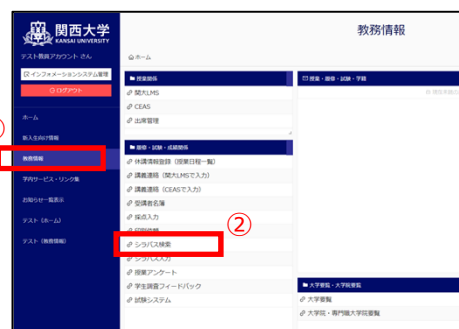 関西大学
KANSAI UNIVERSITY
教務情報
テスト教員アカウント さん
ホーム
インフォメーションシステム管理
ログアウト
ホーム
新入生向け情報
教務情報
学内サービス・リンク集
お知らせ一覧表示
テスト（ホーム）
テスト（教務情報）
授業関係
関大LMS
CEAS
出席管理
履修・試験・成績関係
休講情報登録（授業日程一覧）
講義連絡（関大LMSで入力）
講義連絡（CEASで入力）
受講者名簿
採点入力
②
シラバス検索
シラバス入力
授業アンケート
学生調査フィードバック
試験システム
授業・履修・試験・学籍
大学要覧・大学院要覧
大学要覧
大学院・専門職大学院要覧